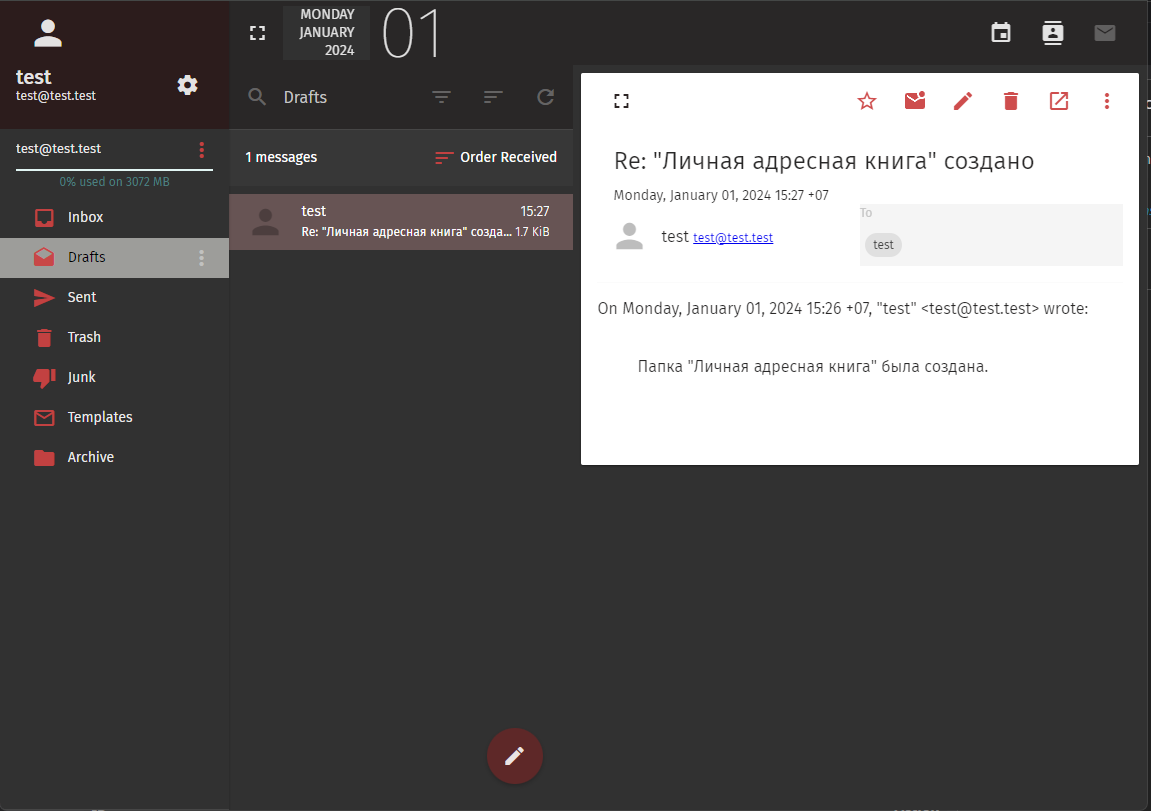 test
test@test.test
test@test.test
0% used on 3072 MB
Inbox
Drafts
Sent
Trash
Junk
Templates
Archive
MONDAY
JANUARY
2024
01
Drafts
1 messages
Order Received
test 15:27
Re: "Личная адресная книга" созда... 1.7 KiB
Re: "Личная адресная книга" создано
Monday, January 01, 2024 15:27 +07
test test@test.test
To
test
On Monday, January 01, 2024 15:26 +07, "test" <test@test.test> wrote:
Папка "Личная адресная книга" была создана.